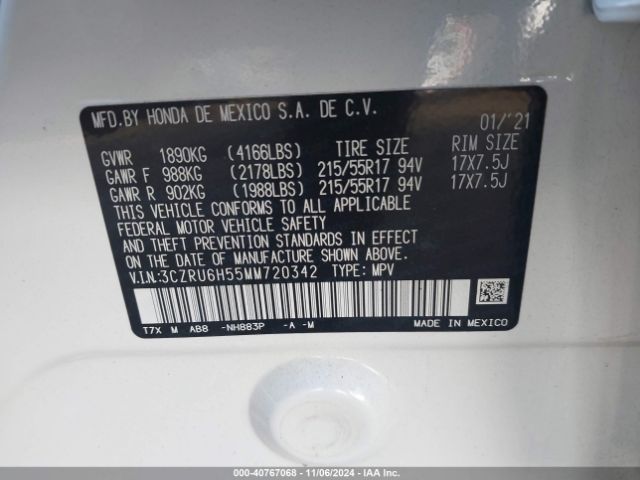 MFD.BY HONDA DE MEXICO S.A. DE C.V.
01/'21
GVWR 1890KG (4166LBS) TIRE SIZE RIM SIZE
GAWR F 988KG (2178LBS) 215/55R17 94V 17X7.5J
GAWR R 902KG (1988LBS) 215/55R17 94V 17X7.5J
THIS VEHICLE CONFORMS TO ALL APPLICABLE
FEDERAL MOTOR VEHICLE SAFETY
AND THEFT PREVENTION STANDARDS IN EFFECT
ON THE DATE OF MANUFACTURE SHOWN ABOVE.
V.I.N:3CZRU6H55MM720342 TYPE: MPV
T7X M AB8 -NH883P -A -M
MADE IN MEXICO
000-40767068 - 11/06/2024 - IAA Inc.